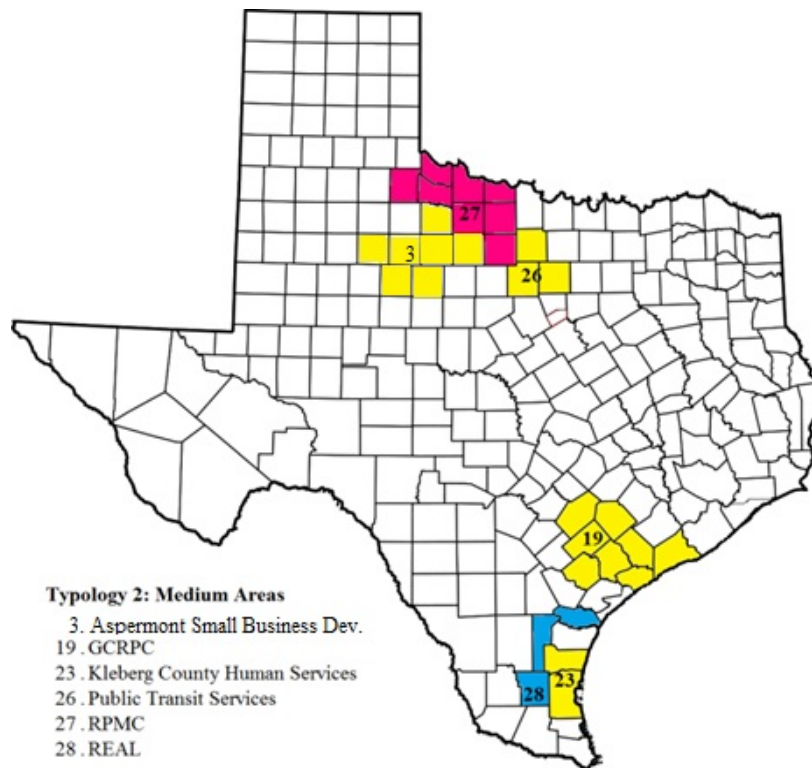 27
3
26
19
23
28
Typology 2: Medium Areas
3. Aspermont Small Business Dev.
19 . GCRPC
23 . Kleberg County Human Services
26 . Public Transit Services
27 . RPMC
28 . REAL